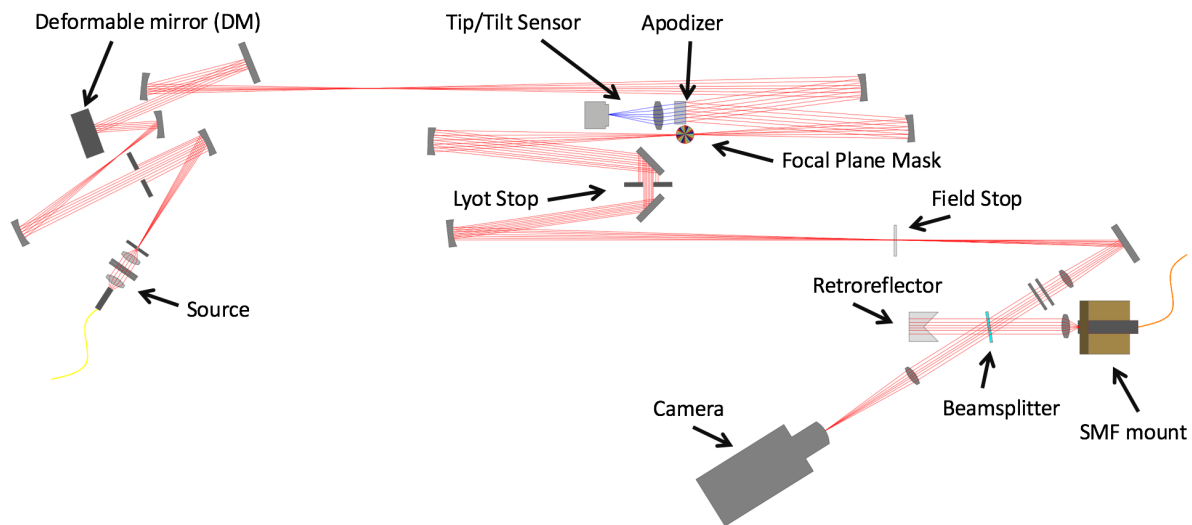 Deformable mirror (DM)
Tip/Tilt Sensor
Apodizer
Focal Plane Mask
Lyot Stop
Field Stop
Source
Retroreflector
Camera
Beamsplitter
SMF mount